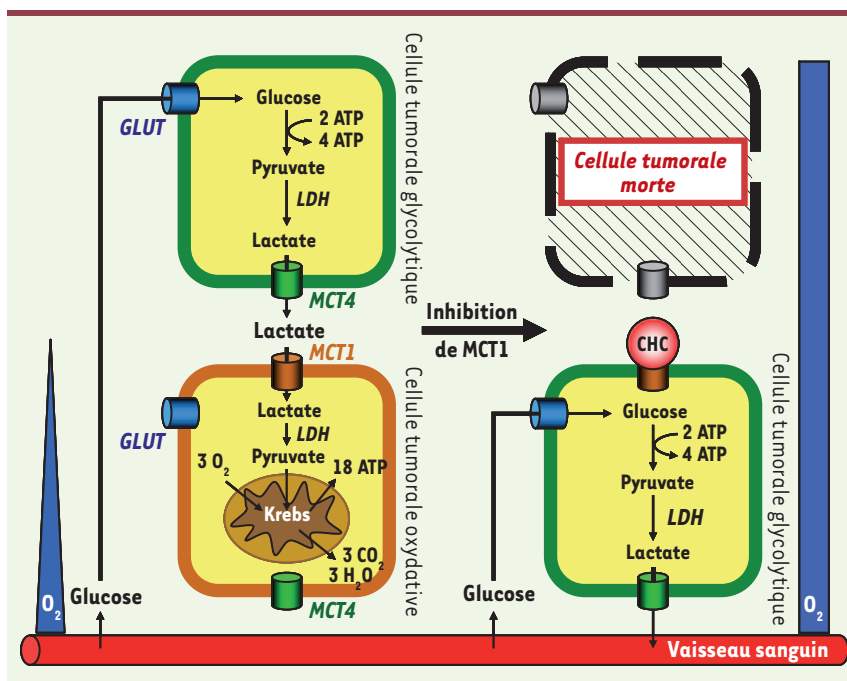 Cellule tumorale glycolytique
GLUT
Glucose
2 ATP
4 ATP
Pyruvate
LDH
Lactate
MCT4
Lactate
MCT1
Cellule tumorale oxydative
GLUT
Lactate
LDH
Pyruvate
3 O₂
18 ATP
Krebs
3 CO₂
3 H₂O
MCT4
O₂
Glucose
Inhibition
de MCT1
Cellule tumorale
morte
CHC
Cellule tumorale glycolytique
Glucose
2 ATP
4 ATP
Pyruvate
LDH
Lactate
Glucose
O₂
Vaisseau sanguin